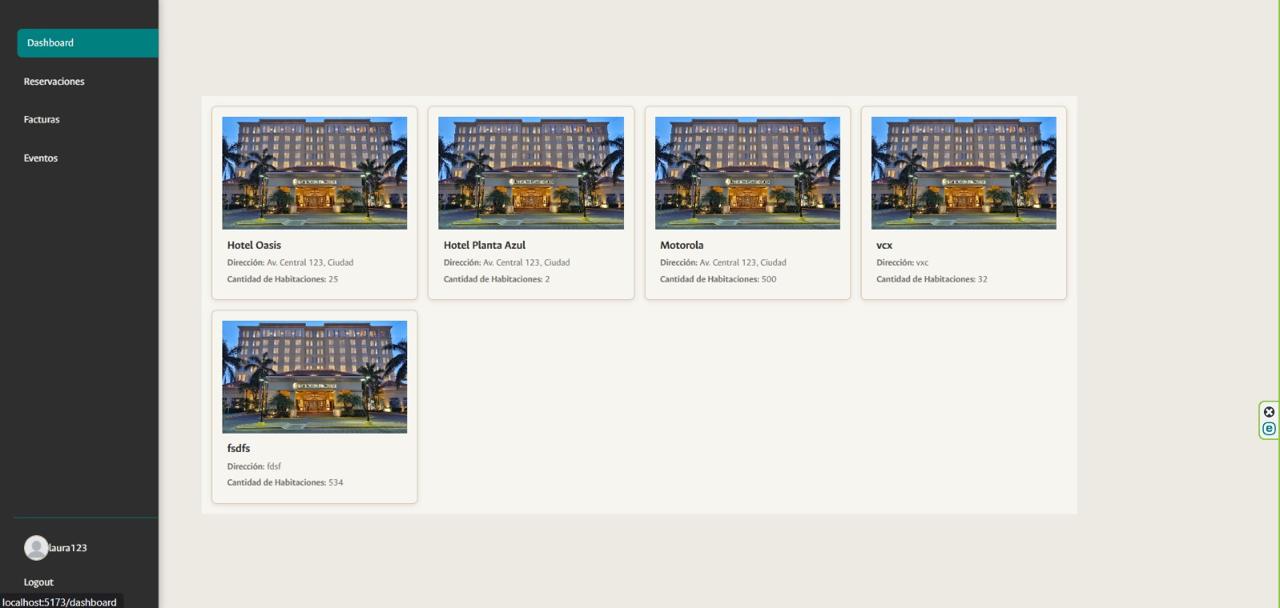 Dashboard
Reservaciones
Facturas
Eventos
Hotel Oasis
Dirección: Av. Central 123, Ciudad
Cantidad de Habitaciones: 25
Hotel Planta Azul
Dirección: Av. Central 123, Ciudad
Cantidad de Habitaciones: 2
Motorola
Dirección: Av. Central 123, Ciudad
Cantidad de Habitaciones: 500
vcx
Dirección: vxc
Cantidad de Habitaciones: 32
fsdfs
Dirección: fdsf
Cantidad de Habitaciones: 534
laura123
Logout
localhost:5173/dashboard